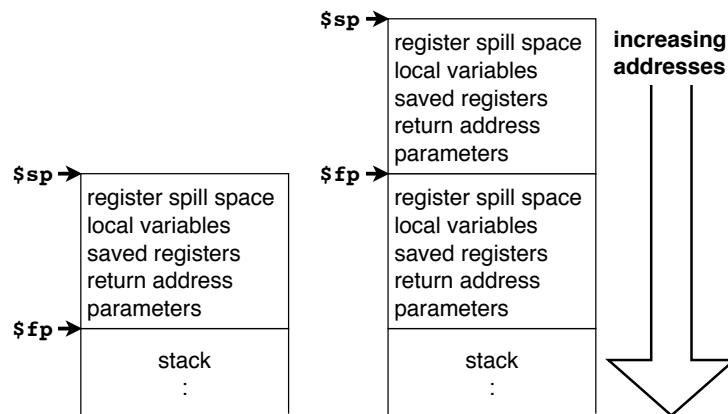 $sp
register spill space
local variables
saved registers
return address
parameters
$fp
stack
:
$sp
register spill space
local variables
saved registers
return address
parameters
$fp
register spill space
local variables
saved registers
return address
parameters
stack
:
increasing
addresses